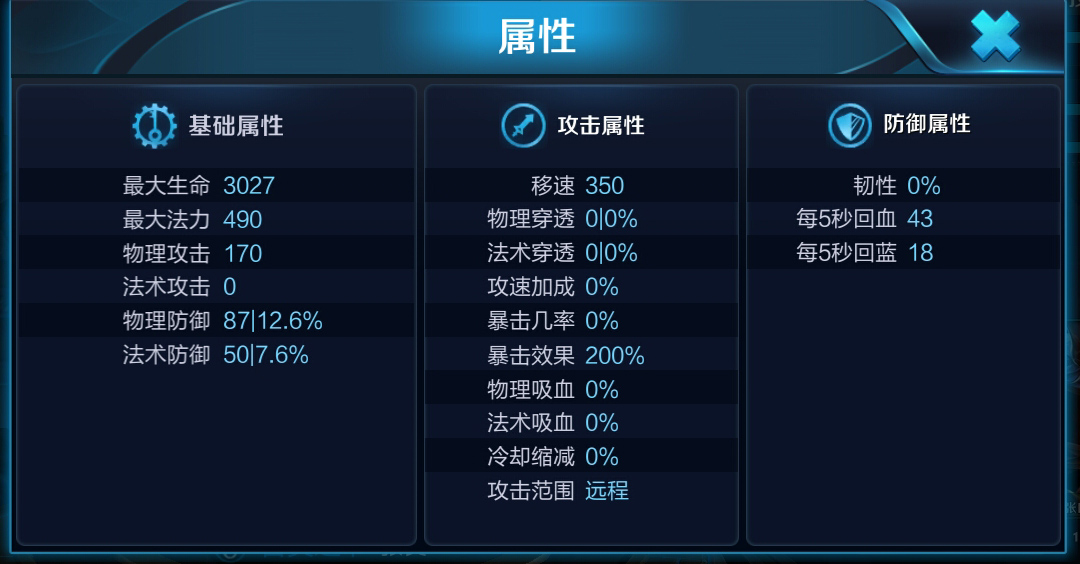 属性
基础属性
最大生命 3027
最大法力 490
物理攻击 170
法术攻击 0
物理防御 87|12.6%
法术防御 50|7.6%
攻击属性
移速 350
物理穿透 0|0%
法术穿透 0|0%
攻速加成 0%
暴击几率 0%
暴击效果 200%
物理吸血 0%
法术吸血 0%
冷却缩减 0%
攻击范围 远程
防御属性
韧性 0%
每5秒回血 43
每5秒回蓝 18